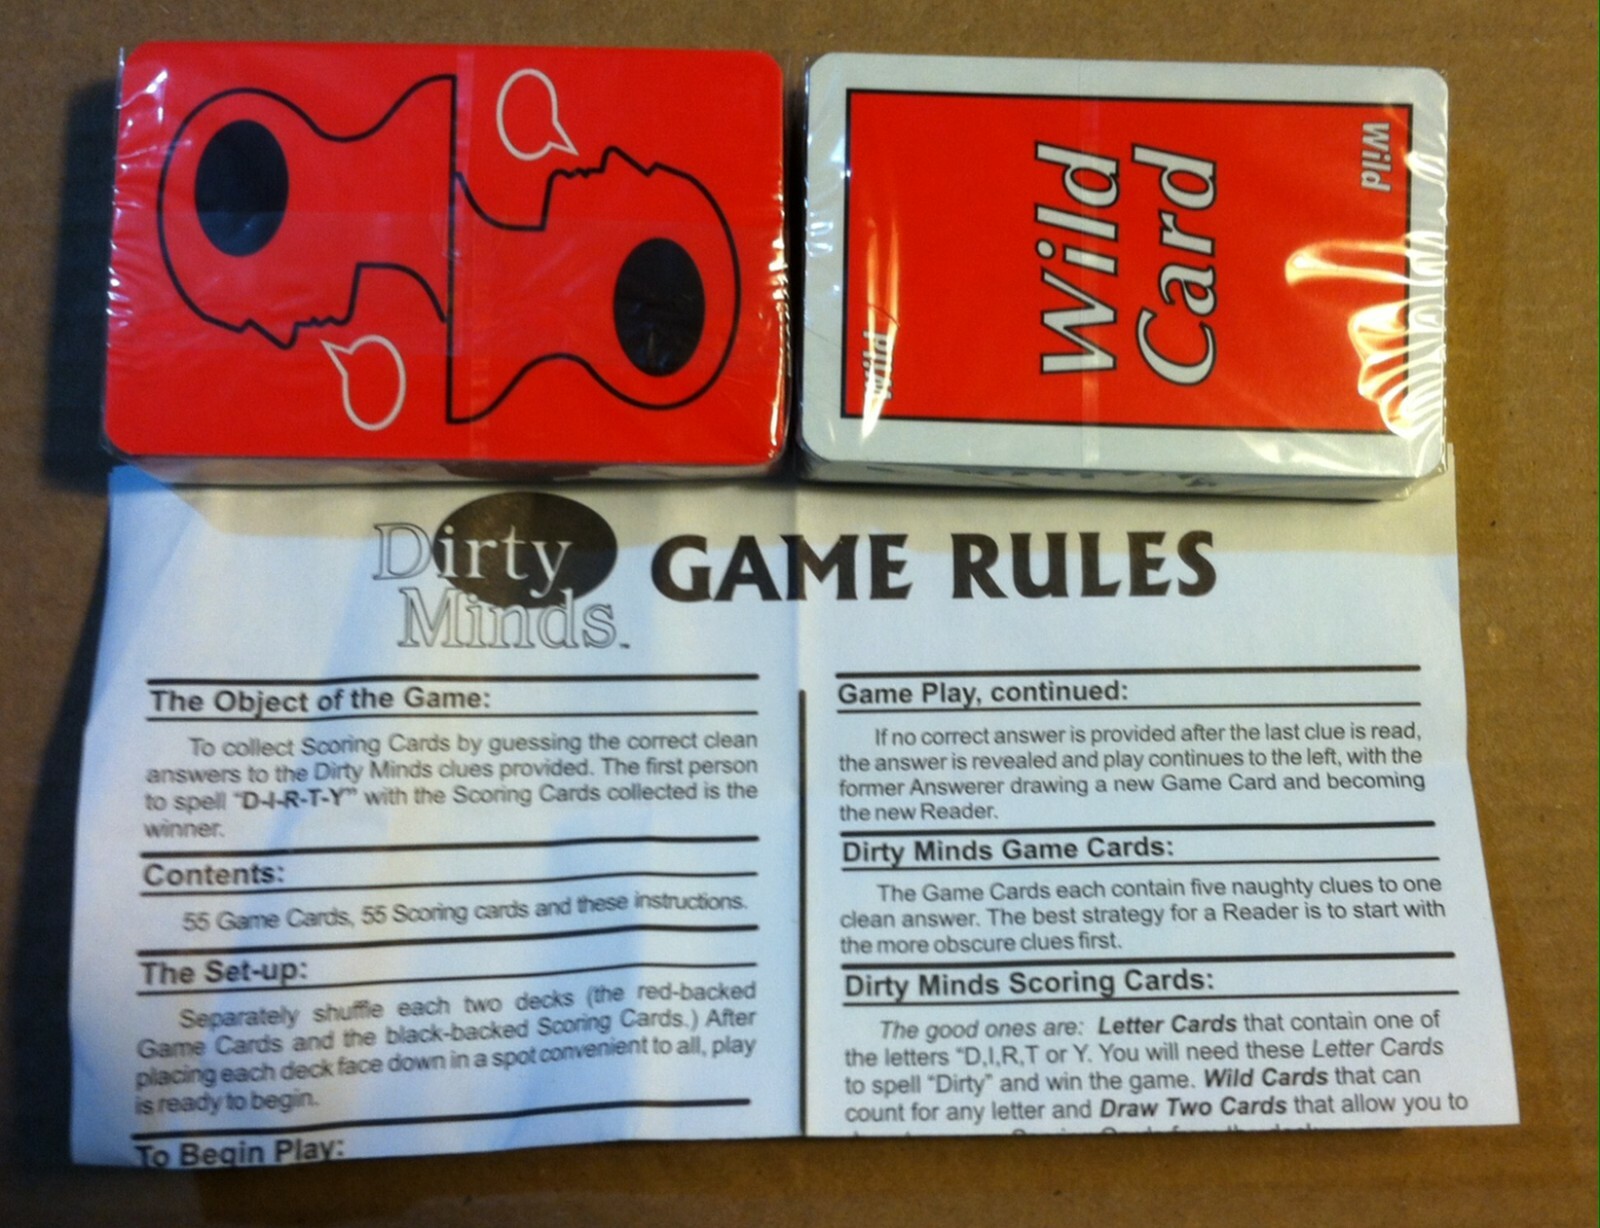 wild
Wild
Card
wild
Dirty
Minds™
GAME RULES
The Object of the Game:
To collect Scoring Cards by guessing the correct clean
answers to the Dirty Minds clues provided. The first person
to spell “D-I-R-T-Y” with the Scoring Cards collected is the
winner.
Contents:
55 Game Cards, 55 Scoring cards and these instructions.
The Set-up:
Separately shuffle each two decks (the red-backed
Game Cards and the black-backed Scoring Cards.) After
placing each deck face down in a spot convenient to all, play
is ready to begin.
To Begin Play:
Game Play, continued:
If no correct answer is provided after the last clue is read,
the answer is revealed and play continues to the left, with the
former Answerer drawing a new Game Card and becoming
the new Reader.
Dirty Minds Game Cards:
The Game Cards each contain five naughty clues to one
clean answer. The best strategy for a Reader is to start with
the more obscure clues first.
Dirty Minds Scoring Cards:
The good ones are: Letter Cards that contain one of
the letters “D,I,R,T or Y. You will need these Letter Cards
to spell “Dirty” and win the game. Wild Cards that can
count for any letter and Draw Two Cards that allow you to